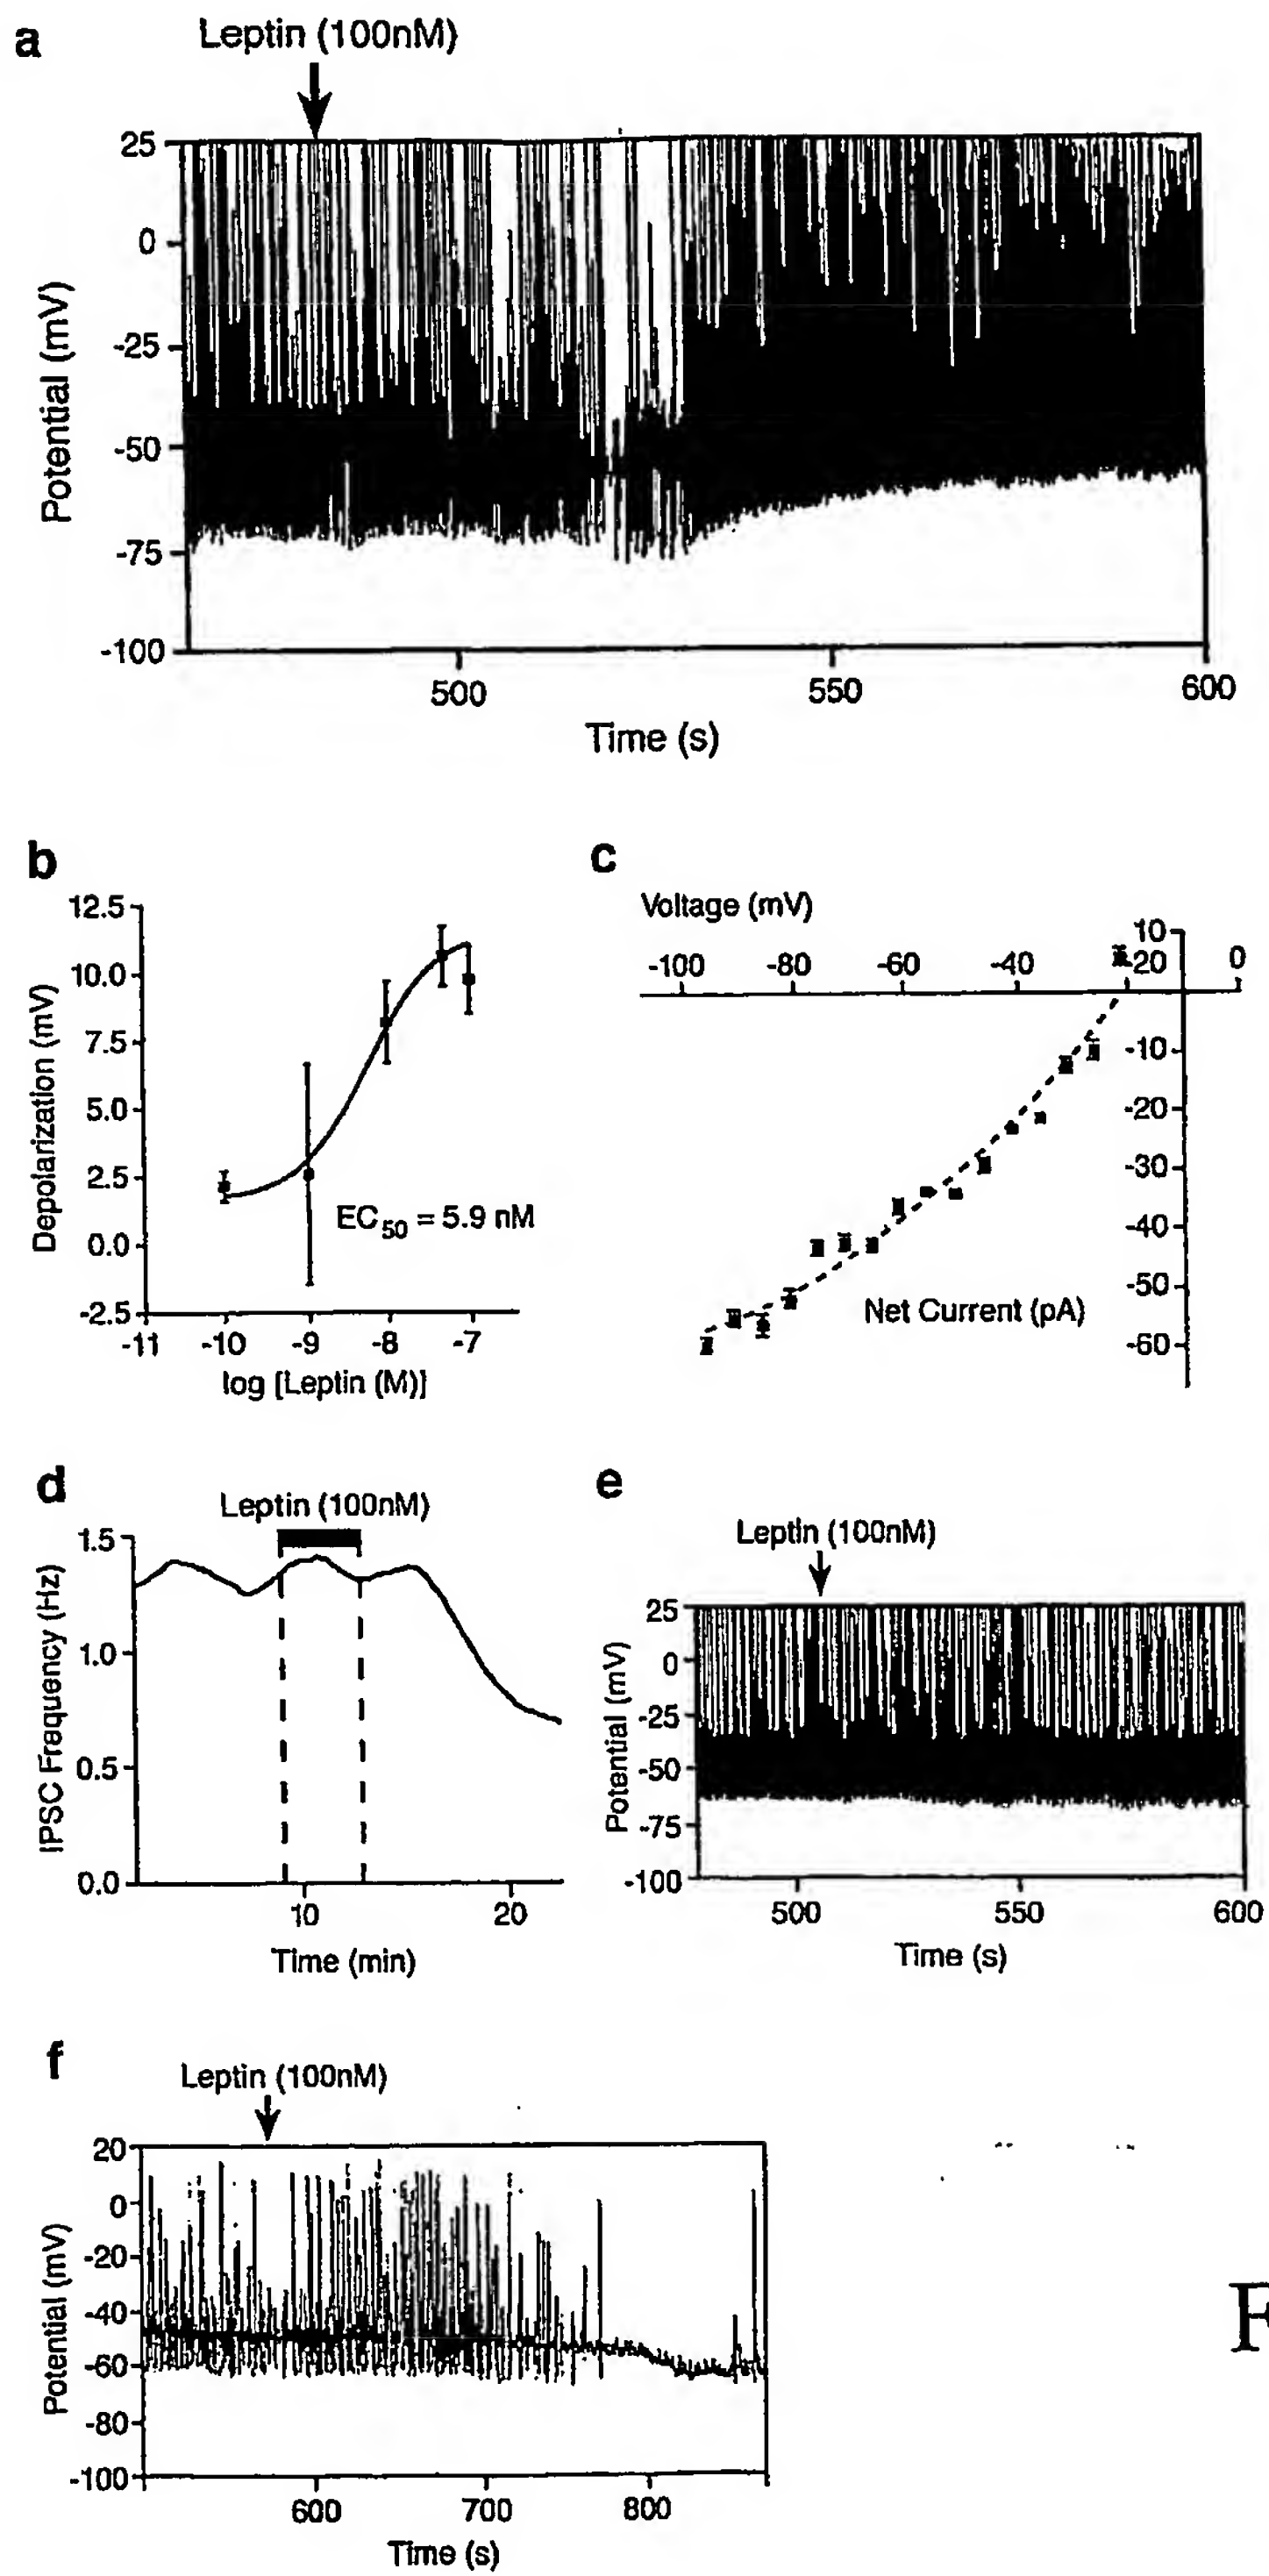 a
Leptin (100nM)
25
0
-25
-50
-75
-100
Potential (mV)
500 550 600
Time (s)
b
12.5
10.0
7.5
5.0
2.5
0.0
-2.5
Depolarization (mV)
EC50 = 5.9 nM
-11 -10 -9 -8 -7
log [Leptin (M)]
c
Voltage (mV)
-100 -80 -60 -40 -20 0
10
-10
-20
-30
-40
-50
-60
Net Current (pA)
d
Leptin (100nM)
1.5
1.0
0.5
0.0
IPSC Frequency (Hz)
10 20
Time (min)
e
Leptin (100nM)
25
0
-25
-50
-75
-100
Potential (mV)
500 550 600
Time (s)
f
Leptin (100nM)
20
0
-20
-40
-60
-80
-100
Potential (mV)
600 700 800
Time (s)